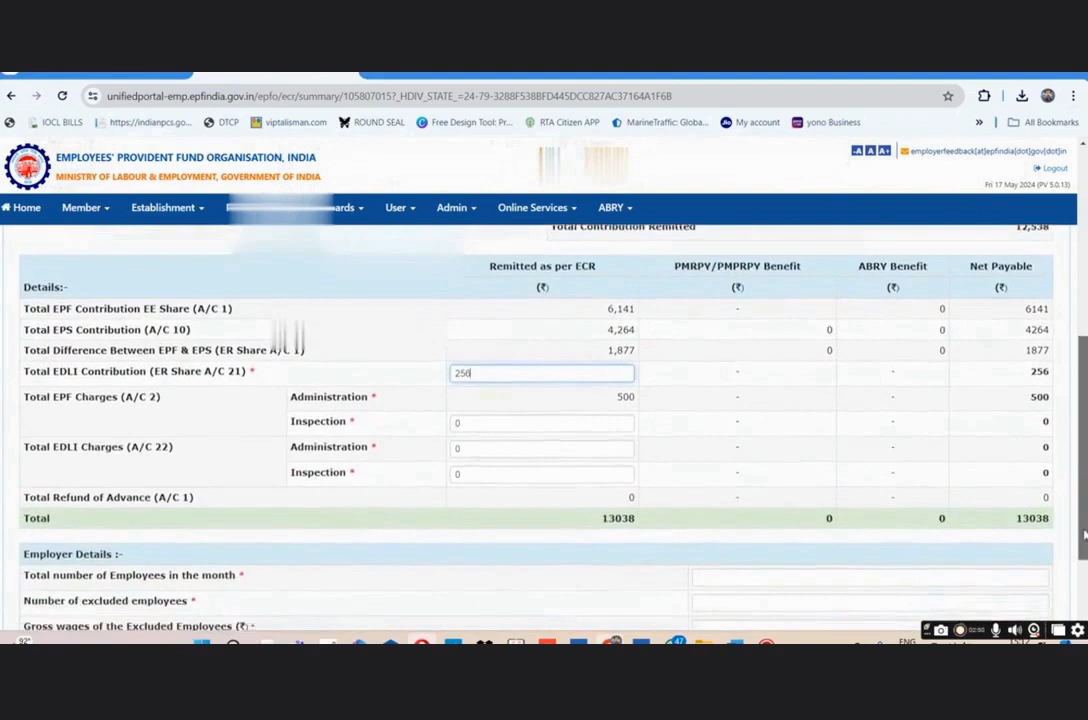 unifiedportal-emp.epfindia.gov.in/epfo/ecr/summary/105807015?_HDIV_STATE_=24-79-3288F538BFD445DCC827AC37164A1F6B
IOCL BILLS https://indianpcs.go... DTCP viptalisman.com ROUND SEAL Free Design Tool: Pr... RTA Citizen APP MarineTraffic: Globa... My account yono Business » All Bookmarks
EMPLOYEES' PROVIDENT FUND ORGANISATION, INDIA
MINISTRY OF LABOUR & EMPLOYMENT, GOVERNMENT OF INDIA
-A A A+ employerfeedback[at]epfindia[dot]gov[dot]in
Logout
Fri 17 May 2024 (PV 5.0.13)
Home Member Establishment ards User Admin Online Services ABRY
Total Contribution Remitted 12,538
Remitted as per ECR PMRPY/PMPRPY Benefit ABRY Benefit Net Payable
Details:- (₹) (₹) (₹) (₹)
Total EPF Contribution EE Share (A/C 1) 6,141 - 0 6141
Total EPS Contribution (A/C 10) 4,264 0 0 4264
Total Difference Between EPF & EPS (ER Share A/C 1) 1,877 0 0 1877
Total EDLI Contribution (ER Share A/C 21) * 256 - - 256
Total EPF Charges (A/C 2) Administration * 500 - - 500
Inspection * 0 - - 0
Total EDLI Charges (A/C 22) Administration * 0 - - 0
Inspection * 0 - - 0
Total Refund of Advance (A/C 1) 0 - - 0
Total 13038 0 0 13038
Employer Details :-
Total number of Employees in the month *
Number of excluded employees *
Gross wages of the Excluded Employees (₹)
92°
47
ENG
02:50